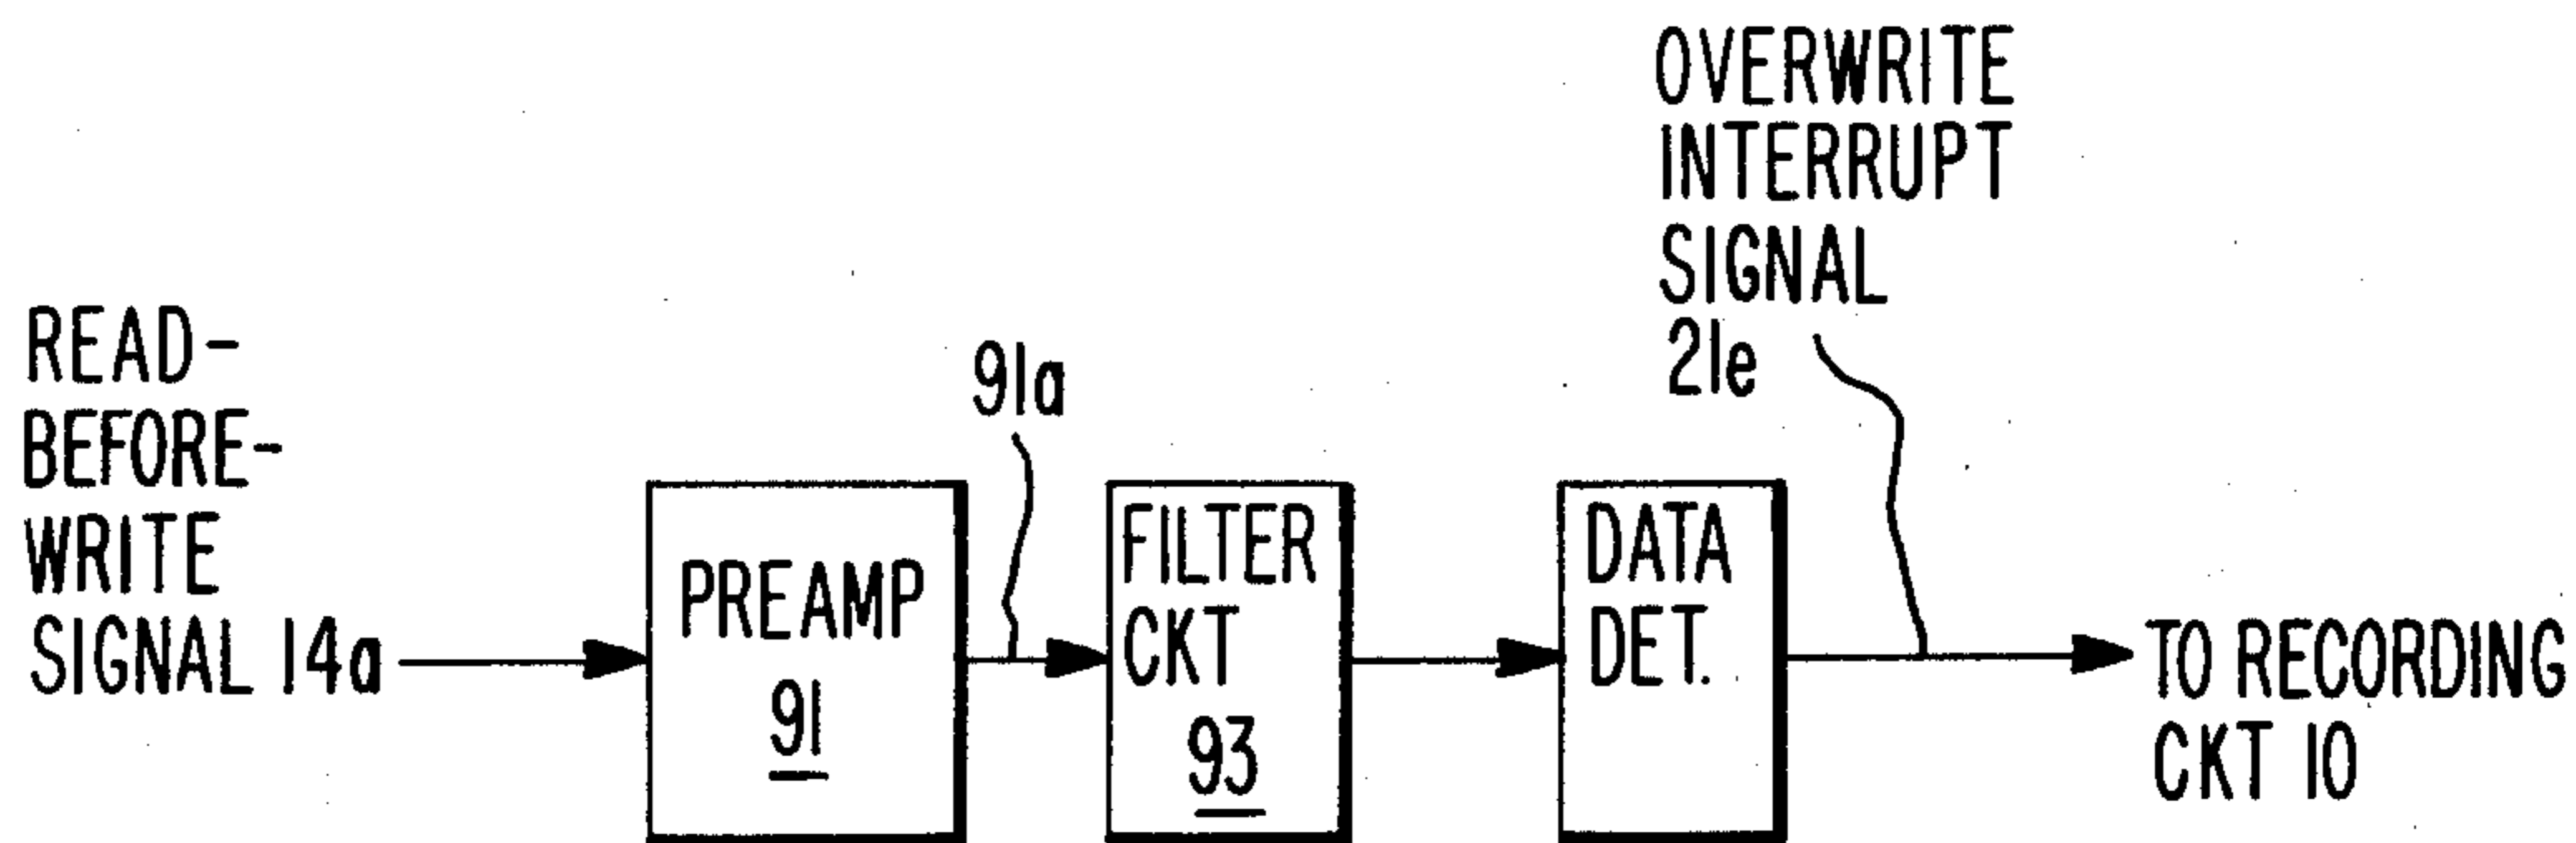 READ-
BEFORE-
WRITE
SIGNAL 14a
PREAMP
91
91a
FILTER
CKT
93
DATA
DET.
OVERWRITE
INTERRUPT
SIGNAL
21e
TO RECORDING
CKT 10